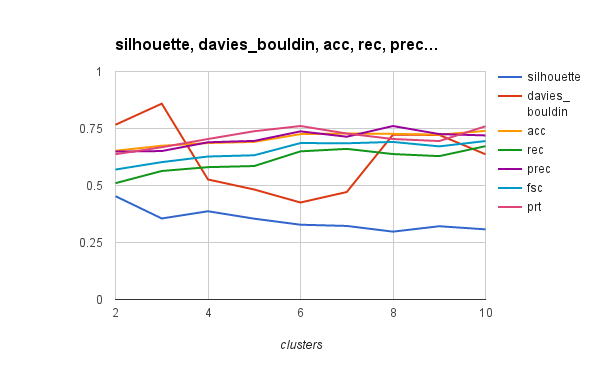 silhouette, davies_bouldin, acc, rec, prec...
1
0.75
0.5
0.25
0
2
4
6
8
10
clusters
silhouette
davies_
bouldin
acc
rec
prec
fsc
prt